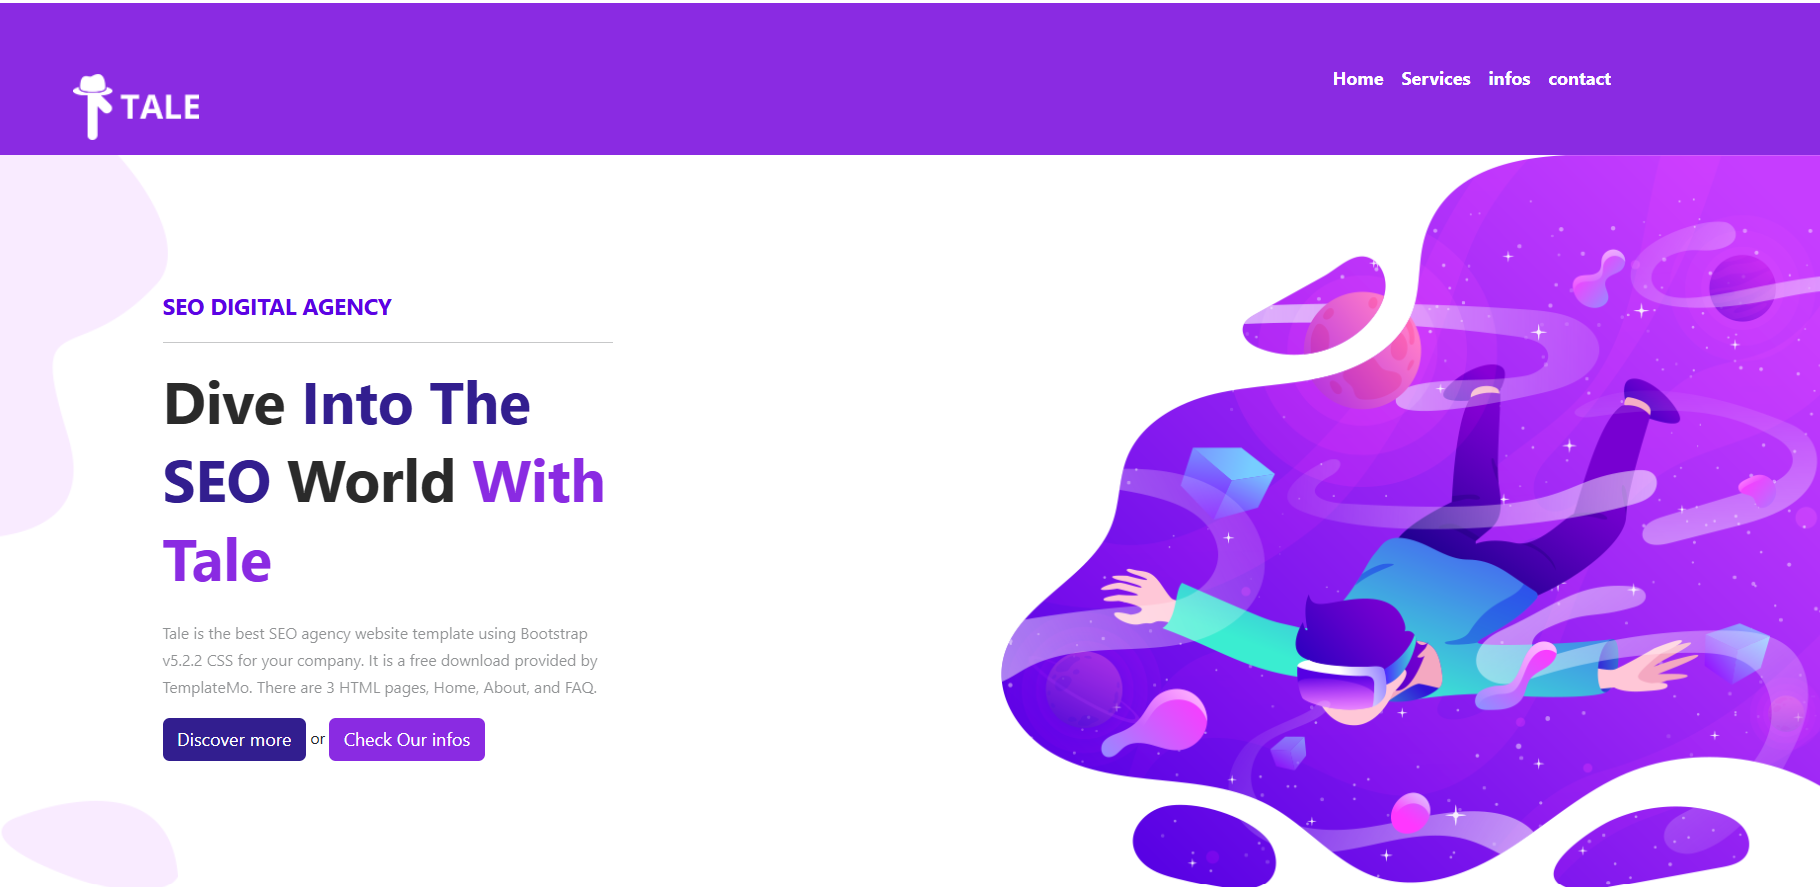 TALE
Home Services infos contact
SEO DIGITAL AGENCY
Dive Into The
SEO World With
Tale
Tale is the best SEO agency website template using Bootstrap
v5.2.2 CSS for your company. It is a free download provided by
TemplateMo. There are 3 HTML pages, Home, About, and FAQ.
Discover more or Check Our infos